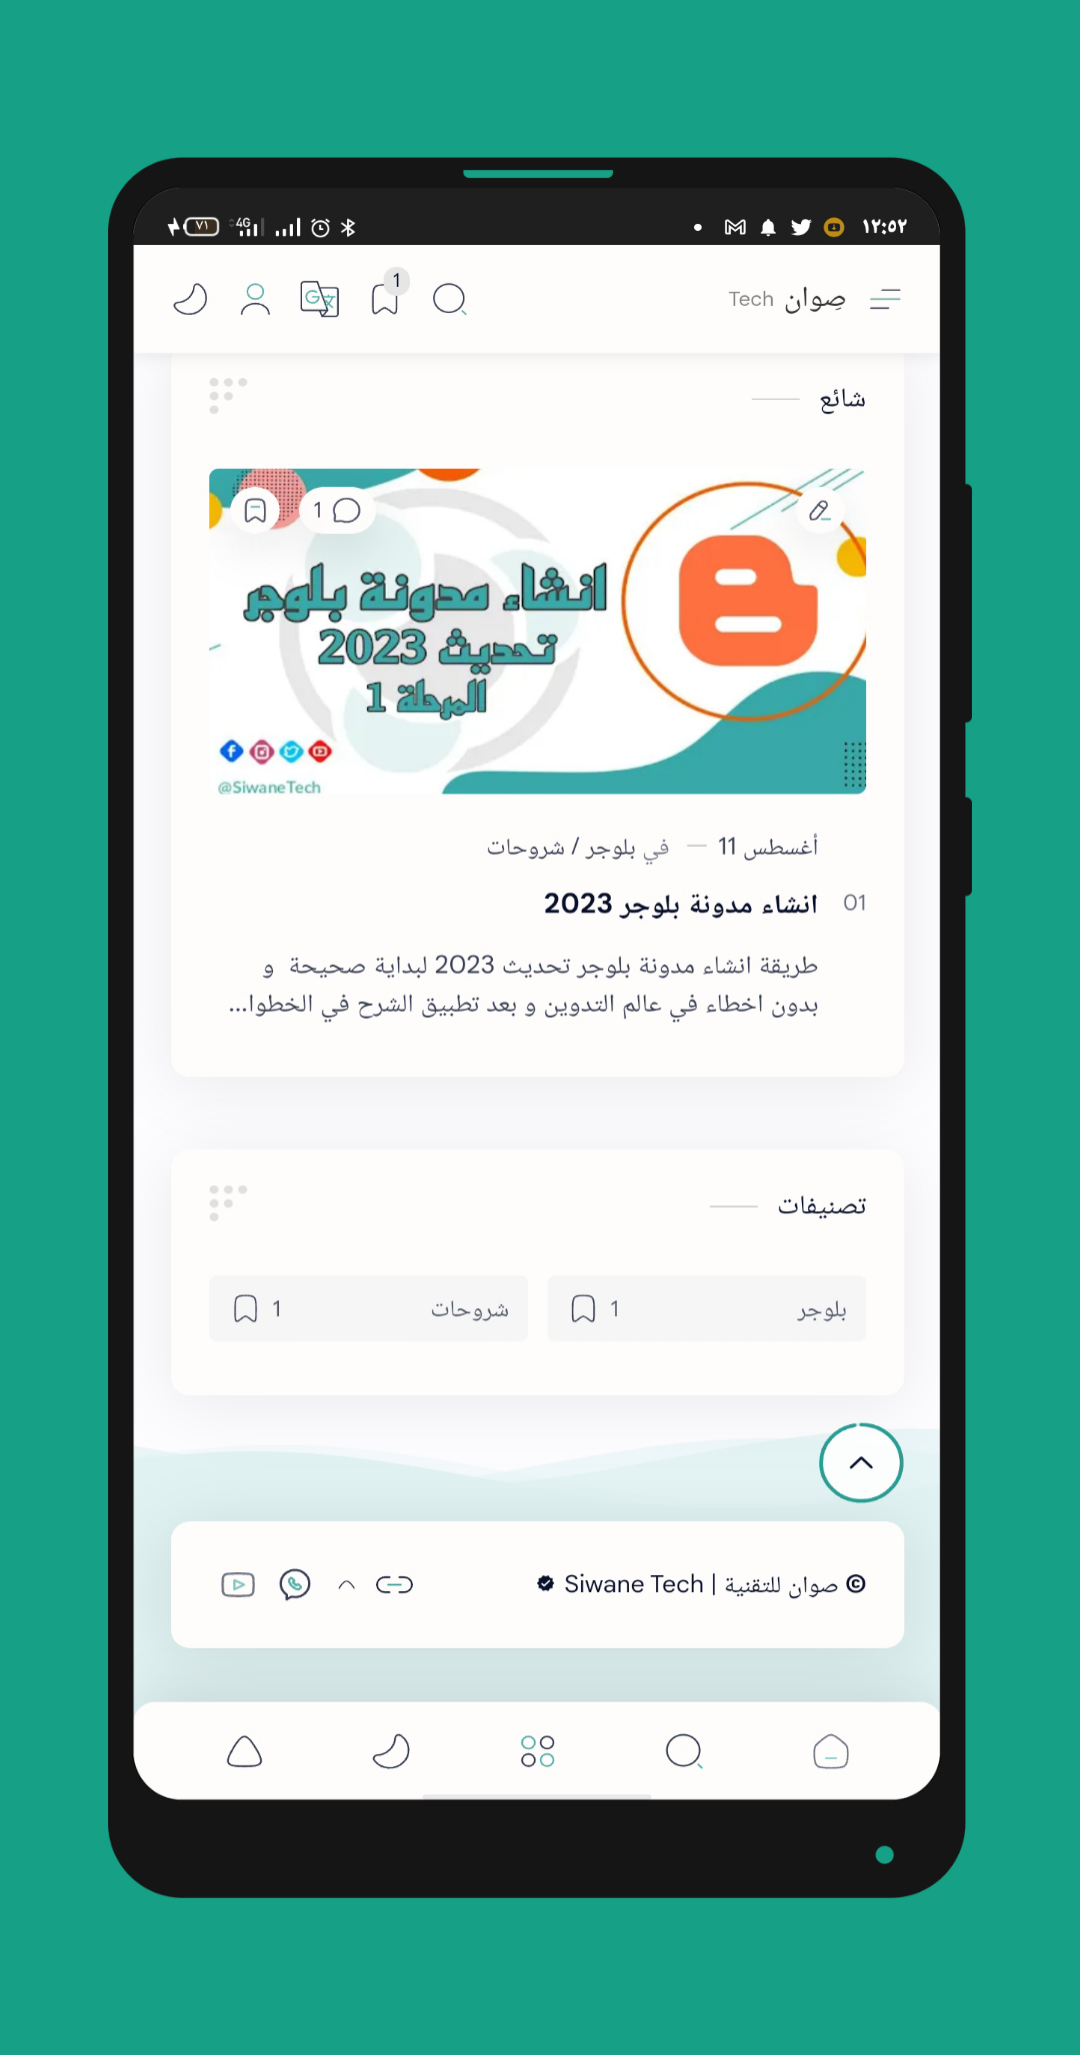 ١٢:٥٢
4G
٧١
صِوان Tech
1
شائع
1
انشاء مدونة بلوجر
تحديث 2023
المرحلة 1
@SiwaneTech
أغسطس 11 — في بلوجر / شروحات
01
انشاء مدونة بلوجر 2023
طريقة انشاء مدونة بلوجر تحديث 2023 لبداية صحيحة و
بدون اخطاء في عالم التدوين و بعد تطبيق الشرح في الخطوا...
تصنيفات
بلوجر 1
شروحات 1
© صوان للتقنية | Siwane Tech